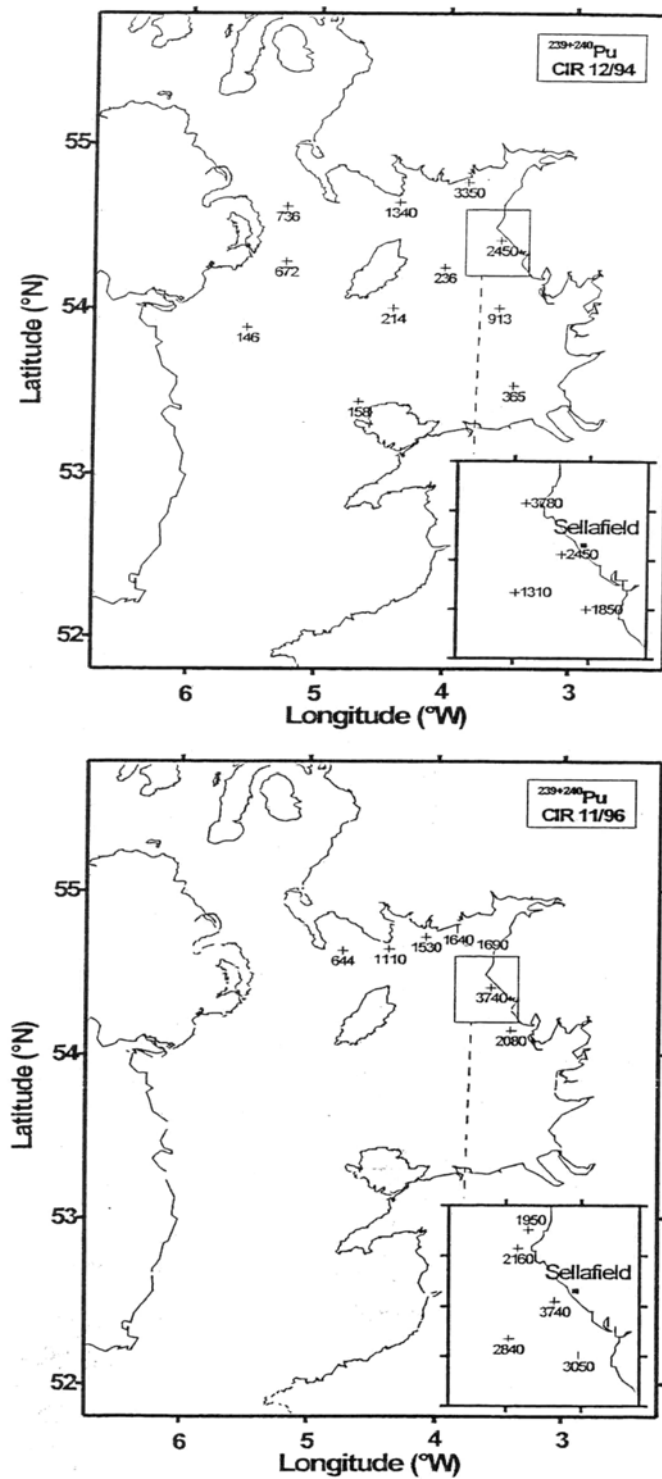 239+240Pu
CIR 12/94
55
3350
1340
736
2450
236
672
54
214
913
146
365
158
53
3780
Sellafield
2450
1310
1850
52
6 5 4 3
Latitude (°N)
Longitude (°W)
239+240Pu
CIR 11/96
55
1640
1530
1690
644
1110
3740
2080
54
53
1950
2160
Sellafield
3740
2840
3050
52
6 5 4 3
Latitude (°N)
Longitude (°W)